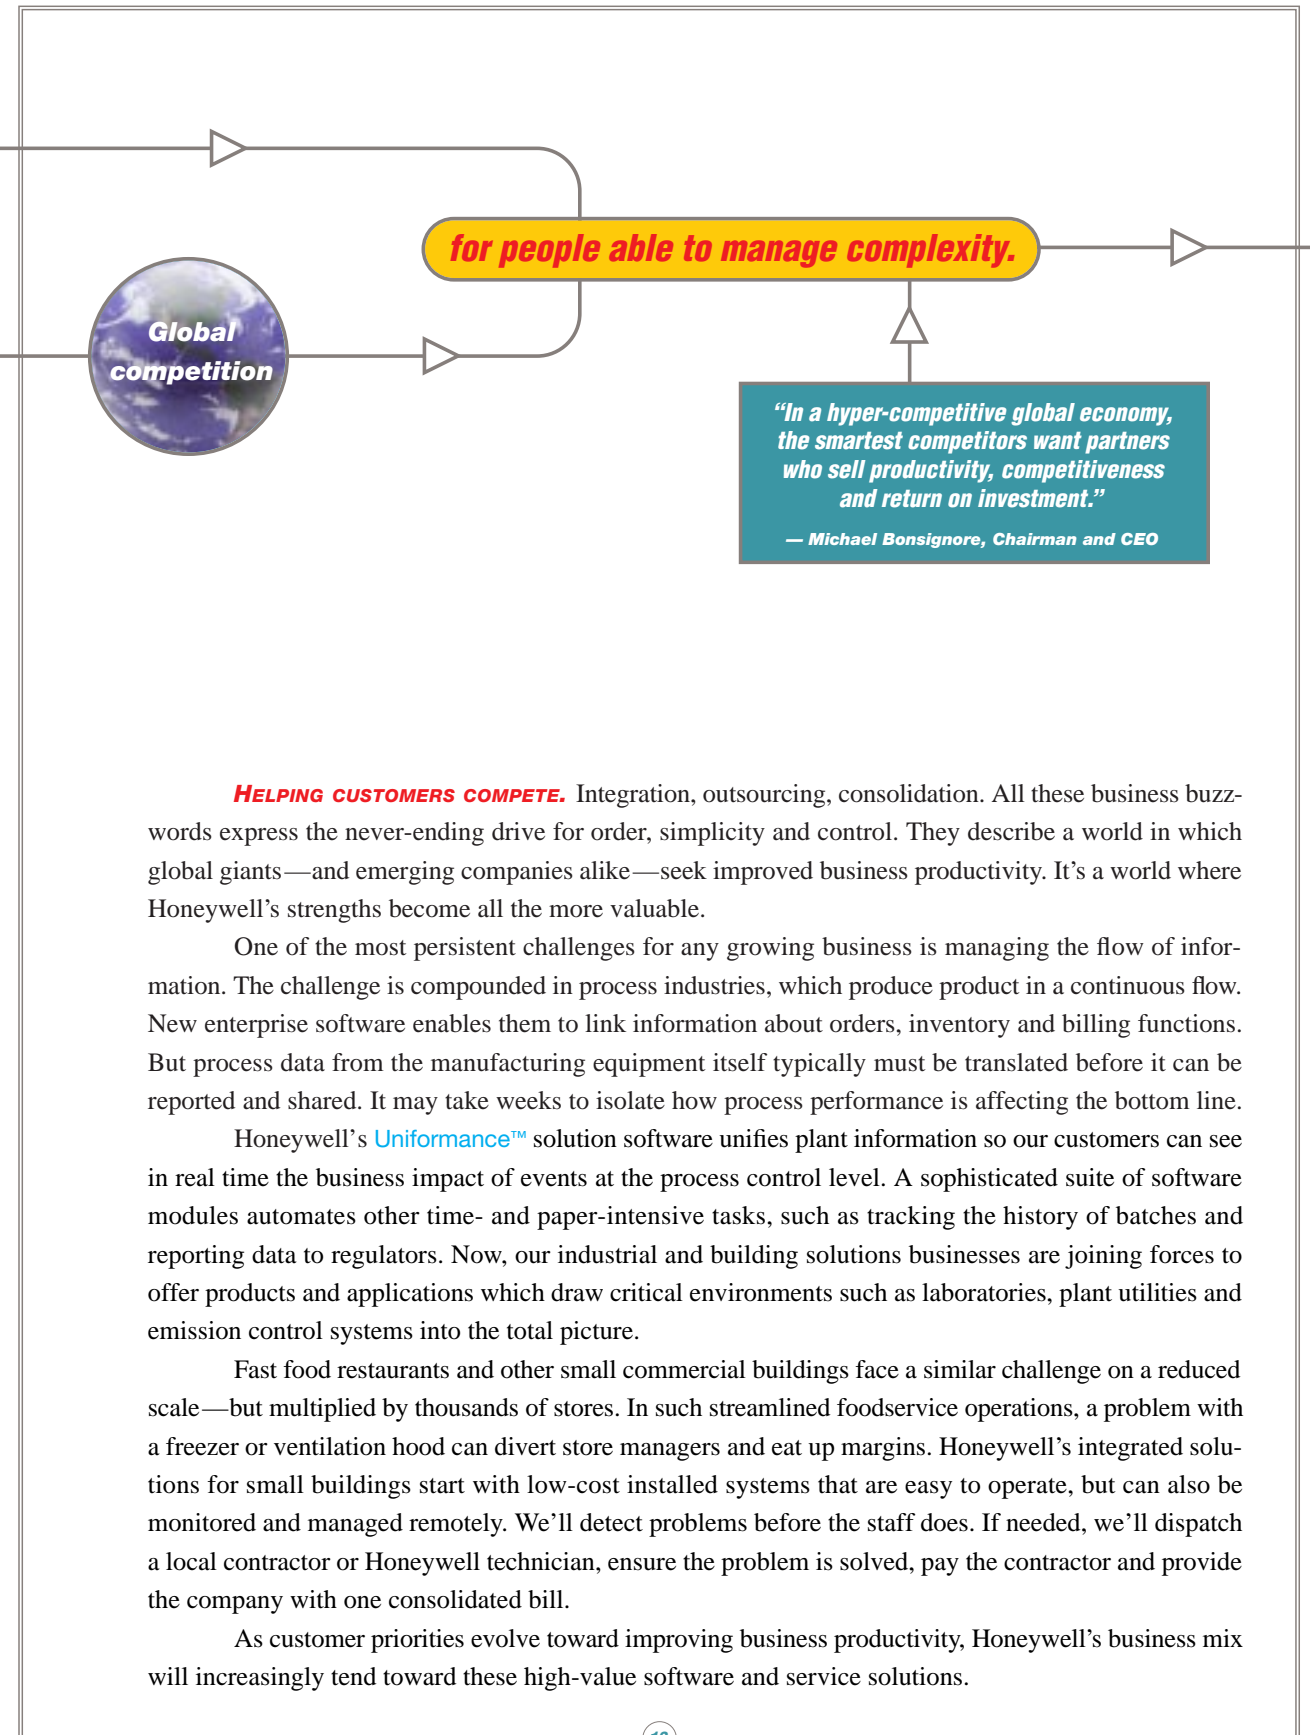 for people able to manage complexity.
Global
competition
“In a hyper-competitive global economy,
the smartest competitors want partners
who sell productivity, competitiveness
and return on investment.”
— Michael Bonsignore, Chairman and CEO
HELPING CUSTOMERS COMPETE. Integration, outsourcing, consolidation. All these business buzz-
words express the never-ending drive for order, simplicity and control. They describe a world in which
global giants—and emerging companies alike—seek improved business productivity. It’s a world where
Honeywell’s strengths become all the more valuable.
One of the most persistent challenges for any growing business is managing the flow of infor-
mation. The challenge is compounded in process industries, which produce product in a continuous flow.
New enterprise software enables them to link information about orders, inventory and billing functions.
But process data from the manufacturing equipment itself typically must be translated before it can be
reported and shared. It may take weeks to isolate how process performance is affecting the bottom line.
Honeywell’s Uniformance™ solution software unifies plant information so our customers can see
in real time the business impact of events at the process control level. A sophisticated suite of software
modules automates other time- and paper-intensive tasks, such as tracking the history of batches and
reporting data to regulators. Now, our industrial and building solutions businesses are joining forces to
offer products and applications which draw critical environments such as laboratories, plant utilities and
emission control systems into the total picture.
Fast food restaurants and other small commercial buildings face a similar challenge on a reduced
scale—but multiplied by thousands of stores. In such streamlined foodservice operations, a problem with
a freezer or ventilation hood can divert store managers and eat up margins. Honeywell’s integrated solu-
tions for small buildings start with low-cost installed systems that are easy to operate, but can also be
monitored and managed remotely. We’ll detect problems before the staff does. If needed, we’ll dispatch
a local contractor or Honeywell technician, ensure the problem is solved, pay the contractor and provide
the company with one consolidated bill.
As customer priorities evolve toward improving business productivity, Honeywell’s business mix
will increasingly tend toward these high-value software and service solutions.